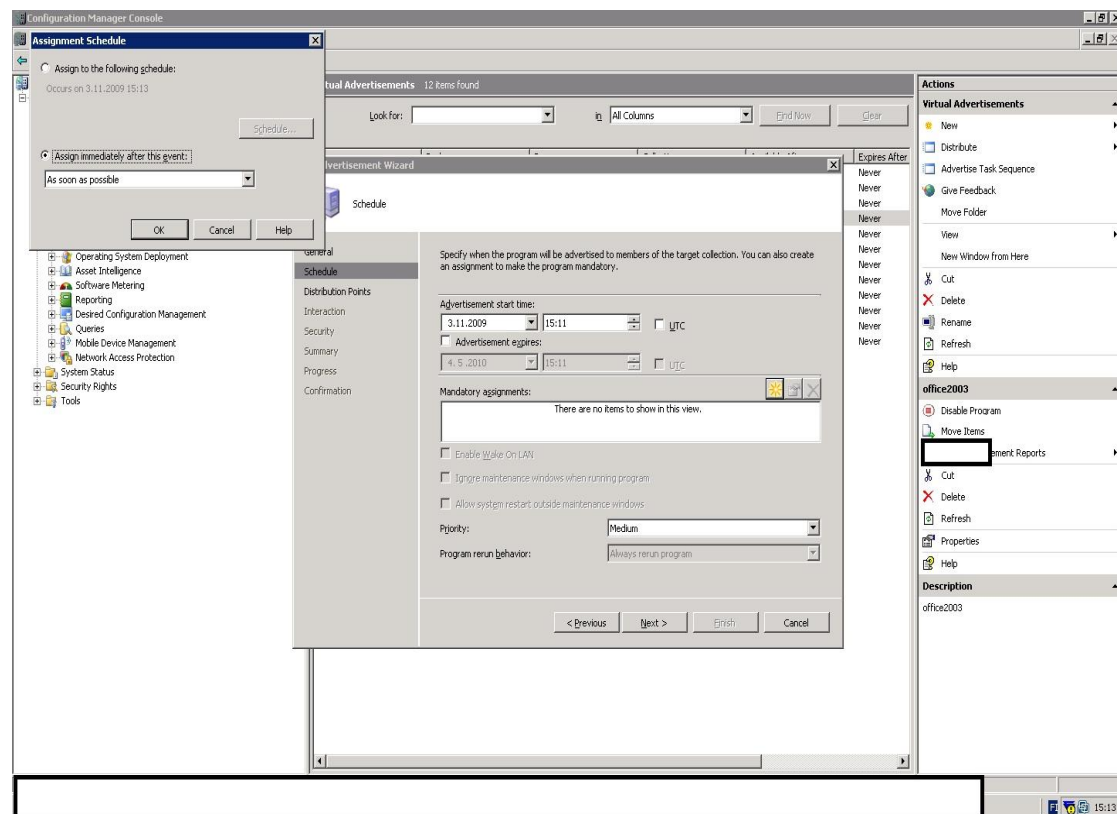 Configuration Manager Console
Assignment Schedule
Assign to the following schedule:
Occurs on 3.11.2009 15:13
Schedule...
Assign immediately after this event:
As soon as possible
OK Cancel Help
Operating System Deployment
Asset Intelligence
Software Metering
Reporting
Desired Configuration Management
Queries
Mobile Device Management
Network Access Protection
System Status
Security Rights
Tools
tual Advertisements 12 items found
Look for: in All Columns Find Now Clear
Expires After
Never
Never
Never
Never
Never
Never
Never
Never
Never
Never
Never
Never
dvertisement Wizard
Schedule
General
Schedule
Distribution Points
Interaction
Security
Summary
Progress
Confirmation
Specify when the program will be advertised to members of the target collection. You can also create
an assignment to make the program mandatory.
Advertisement start time:
3.11.2009 15:11 UTC
Advertisement expires:
4. 5 .2010 15:11 UTC
Mandatory assignments:
There are no items to show in this view.
Enable Wake On LAN
Ignore maintenance windows when running program
Allow system restart outside maintenance windows
Priority: Medium
Program rerun behavior: Always rerun program
< Previous Next > Finish Cancel
Actions
Virtual Advertisements
New
Distribute
Advertise Task Sequence
Give Feedback
Move Folder
View
New Window from Here
Cut
Delete
Rename
Refresh
Help
office2003
Disable Program
Move Items
ement Reports
Cut
Delete
Refresh
Properties
Help
Description
office2003
FI 15:13